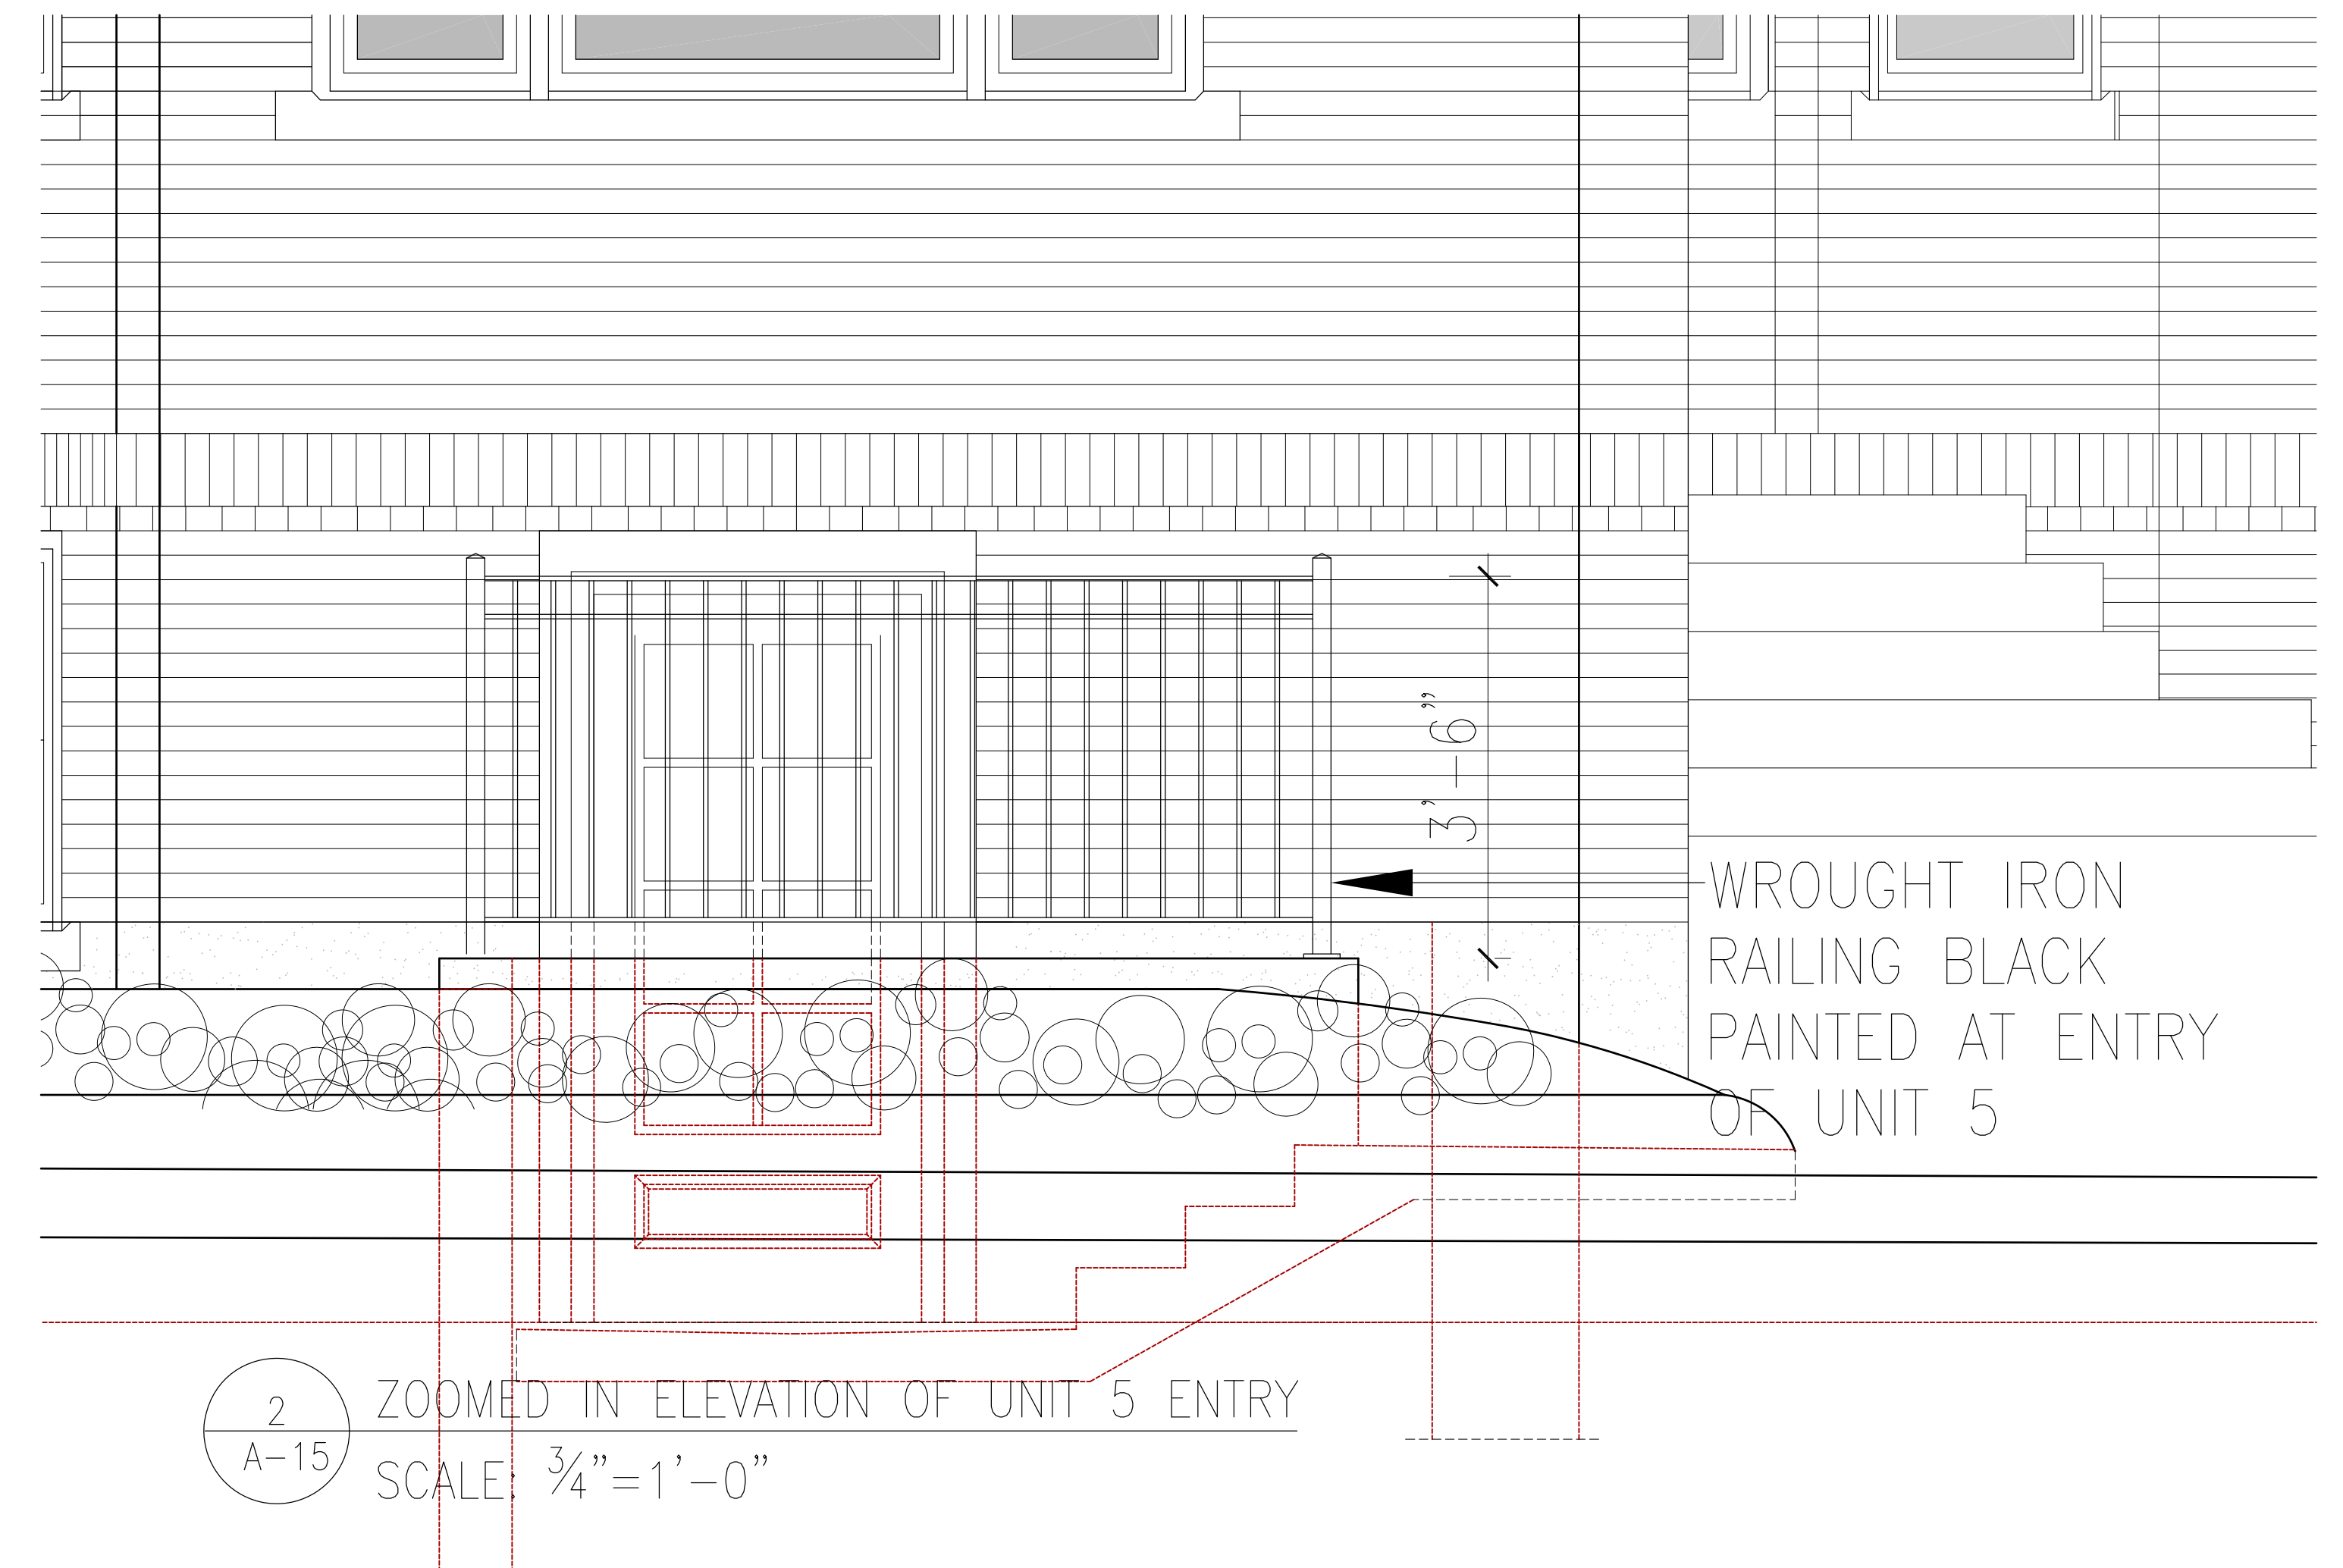 3'-6"
WROUGHT IRON
RAILING BLACK
PAINTED AT ENTRY
OF UNIT 5
2
A-15
ZOOMED IN ELEVATION OF UNIT 5 ENTRY
SCALE: 3/4"=1'-0"